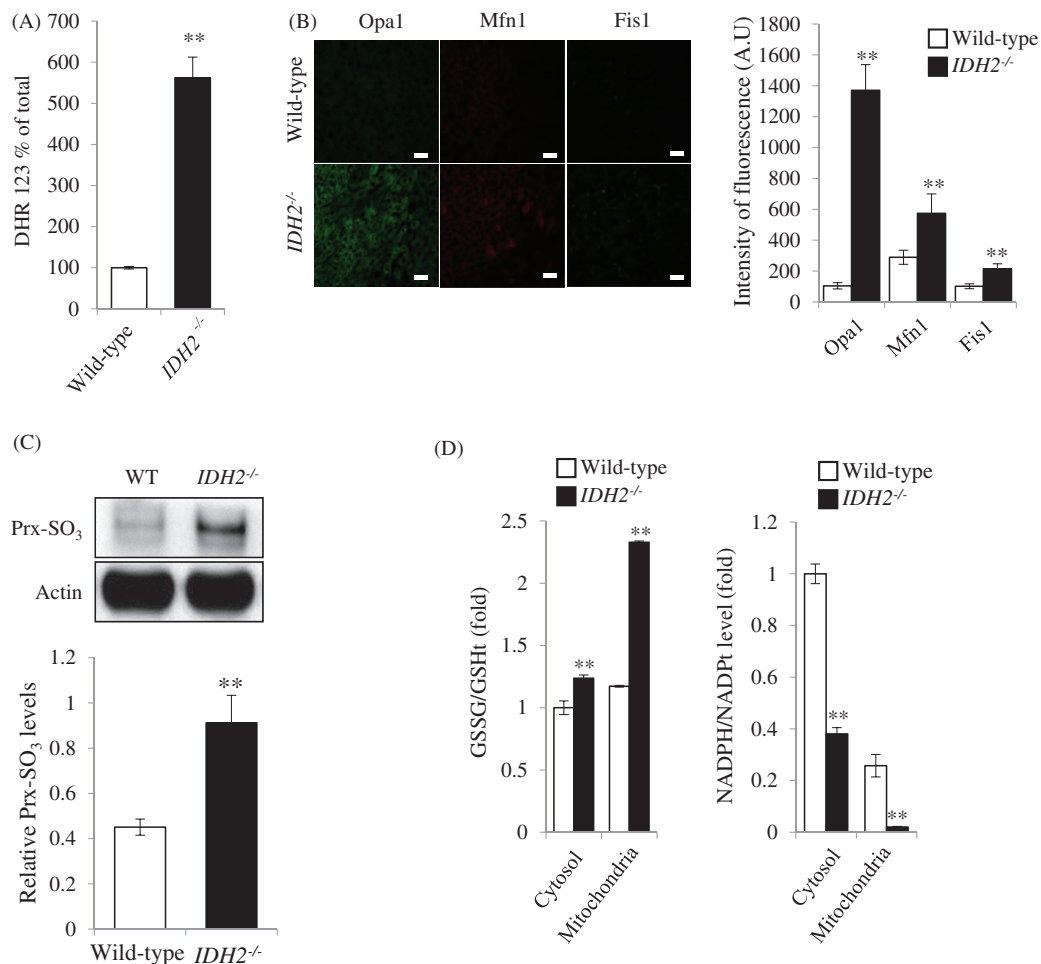 (A)
DHR 123 % of total
700
600
500
400
300
200
100
0
**
Wild-type
IDH2-/-
(B)
Opa1
Mfn1
Fis1
Wild-type
IDH2-/-
Wild-type
IDH2-/-
Intensity of fluorescence (A.U)
1800
1600
1400
1200
1000
800
600
400
200
0
**
**
**
Opa1
Mfn1
Fis1
(C)
WT
IDH2-/-
Prx-SO3
Actin
Relative Prx-SO3 levels
1.2
1
0.8
0.6
0.4
0.2
0
**
Wild-type
IDH2-/-
(D)
Wild-type
IDH2-/-
GSSG/GSHt (fold)
2.5
2
1.5
1
0.5
0
**
**
Cytosol
Mitochondria
Wild-type
IDH2-/-
NADPH/NADPt level (fold)
1.2
1
0.8
0.6
0.4
0.2
0
**
**
Cytosol
Mitochondria